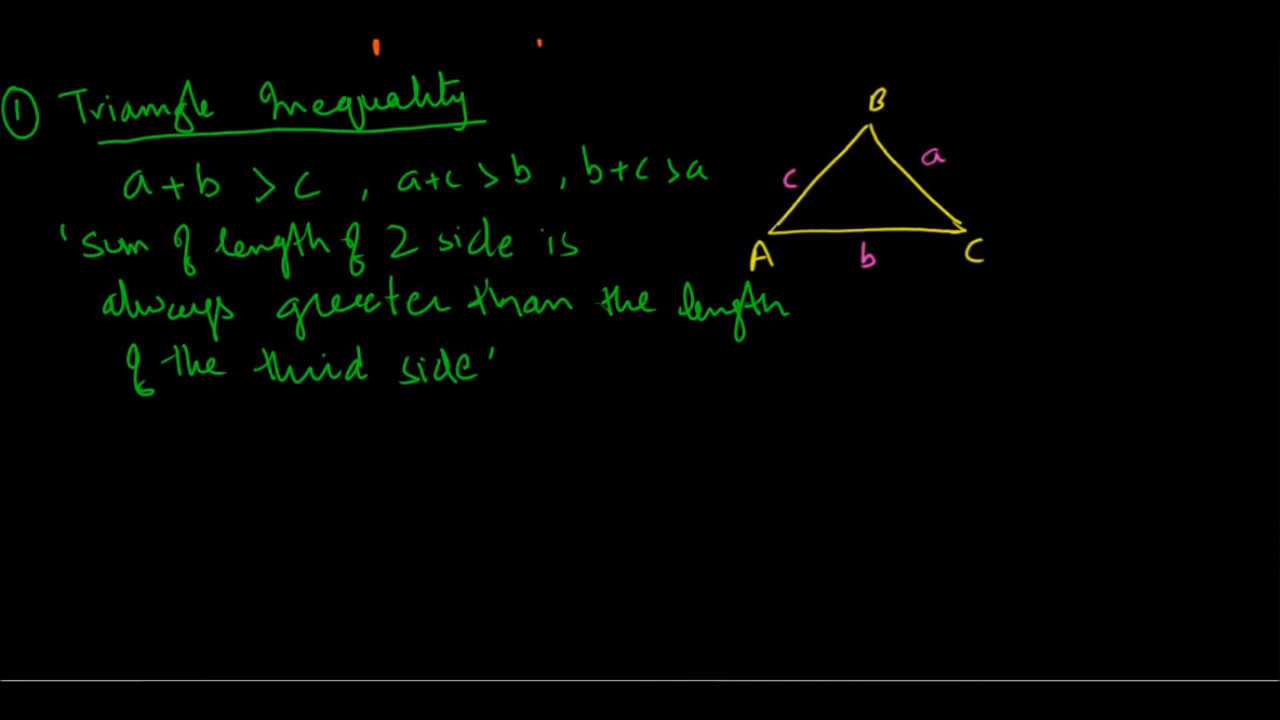 ① Triangle Inequality
a+b > c , a+c > b , b+c > a
'sum of length of 2 side is
always greater than the length
of the third side'
B
c
a
A
b
C